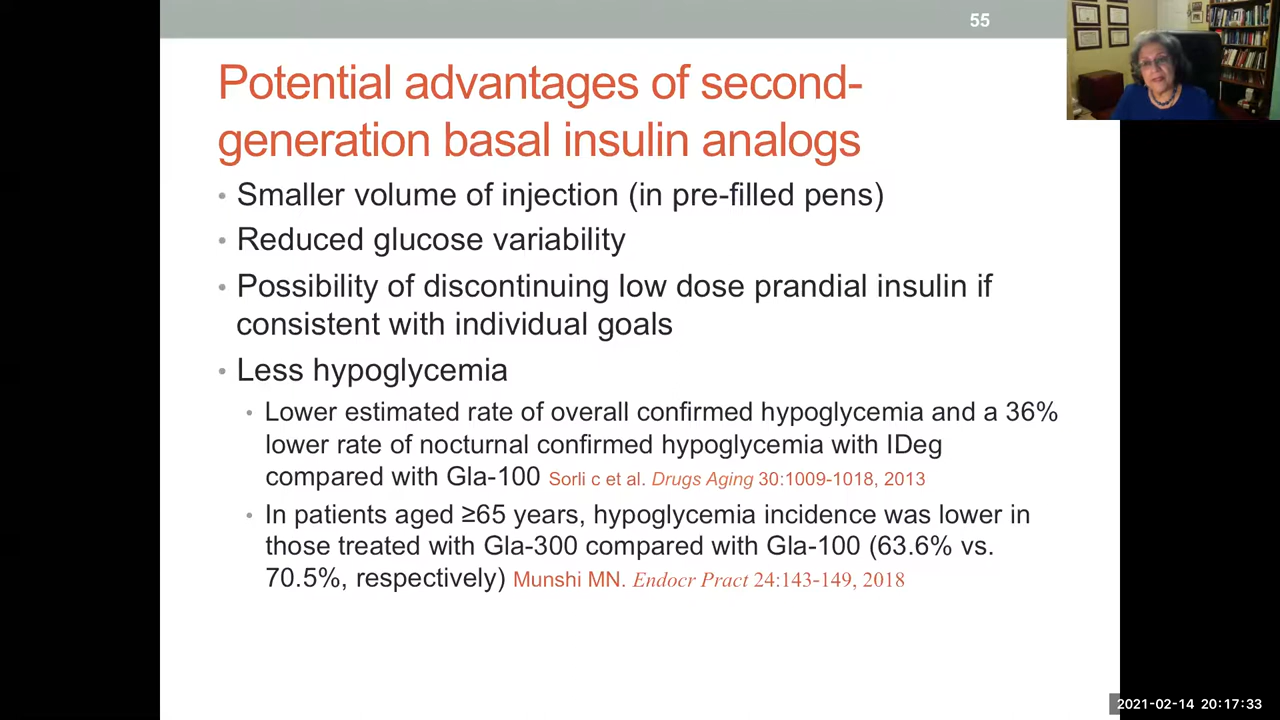 55
Potential advantages of second-
generation basal insulin analogs
• Smaller volume of injection (in pre-filled pens)
• Reduced glucose variability
• Possibility of discontinuing low dose prandial insulin if
consistent with individual goals
• Less hypoglycemia
• Lower estimated rate of overall confirmed hypoglycemia and a 36%
lower rate of nocturnal confirmed hypoglycemia with IDeg
compared with Gla-100 Sorli c et al. Drugs Aging 30:1009-1018, 2013
• In patients aged ≥65 years, hypoglycemia incidence was lower in
those treated with Gla-300 compared with Gla-100 (63.6% vs.
70.5%, respectively) Munshi MN. Endocr Pract 24:143-149, 2018
2021-02-14 20:17:33